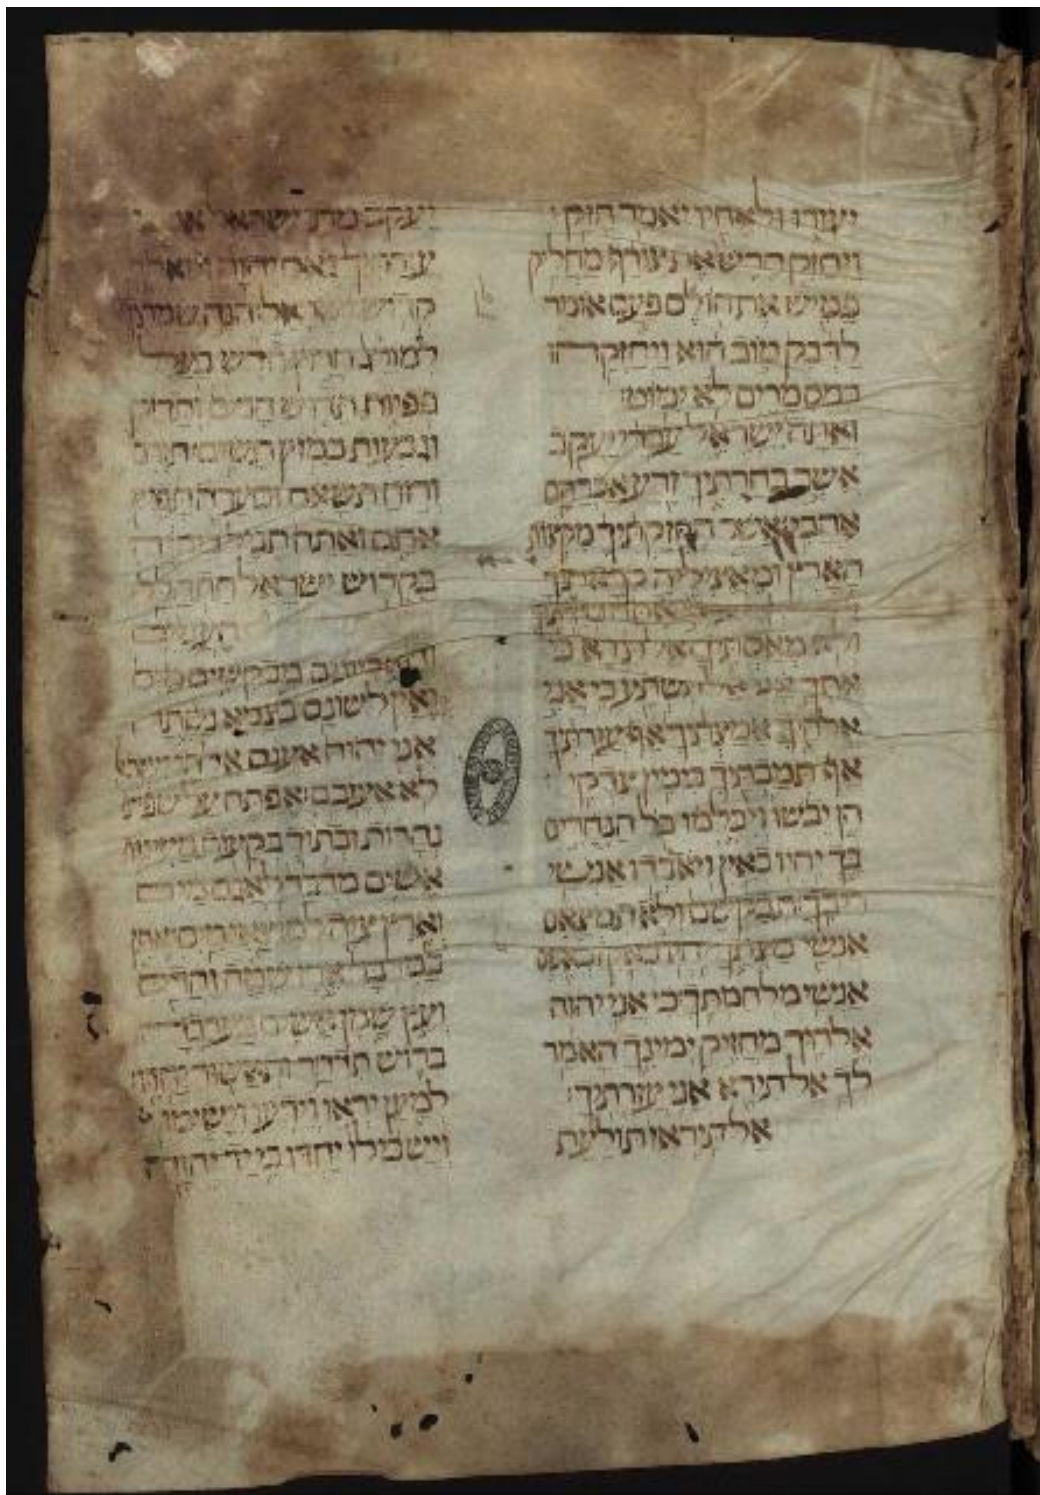 יעזרו ולאחיו יאמר חזק
ויחזק חרש את צורף מחליק
פטיש את הולם פעם אומר
לדבק טוב הוא ויחזקהו
במסמרים לא ימוט
ואתה ישראל עבדי יעקב
אשר בחרתיך זרע אברהם
אהבי אשר החזקתיך מקצות
הארץ ומאציליה קראתיך
ולא מאסתיך אל תירא כי
אתך אני אל תשתע כי אני
אלהיך אמצתיך אף עזרתיך
אף תמכתיך בימין צדקי
הן יבשו ויכלמו כל הנחרים
בך יהיו כאין ויאבדו אנשי
ריבך תבקשם ולא תמצאם
אנשי מצתך יהיו כאין וכאפס
אנשי מלחמתך כי אני יהוה
אלהיך מחזיק ימינך האמר
לך אל תירא אני עזרתיך
אל תיראי תולעת
יעקב מתי ישראל אני
עזרתיך נאם יהוה וגאלך
קדוש ישראל הנה שמתיך
למורג חרוץ חדש בעל
פפיות תדוש הרים ותדק
וגבעות כמוץ תשים תזרם
ורוח תשאם וסערה תפיץ
אתם ואתה תגיל ביהוה
בקדוש ישראל תתהלל
העניים
והאביונים מבקשים מים
ואין לשונם בצמא נשתה
אני יהוה אענם אלהי ישראל
לא אעזבם אפתח על שפים
נהרות ובתוך בקעות מעינות
אשים מדבר לאגם מים
וארץ ציה למוצאי מים אתן
במדבר ארז שטה והדס
ועץ שמן אשים בערבה
ברוש תדהר ותאשור יחדו
למען יראו וידעו וישימו
וישכילו יחדו כי יד יהוה